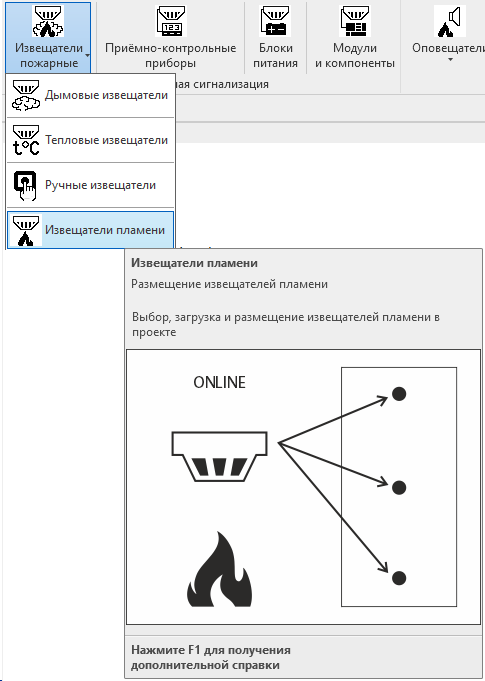 Извещатели
пожарные
Приёмно-контрольные
приборы
Блоки
питания
Модули
и компоненты
Оповещатели
ная сигнализация
Дымовые извещатели
t°C
Тепловые извещатели
Ручные извещатели
Извещатели пламени
Извещатели пламени
Размещение извещателей пламени
Выбор, загрузка и размещение извещателей пламени в
проекте
ONLINE
Нажмите F1 для получения
дополнительной справки